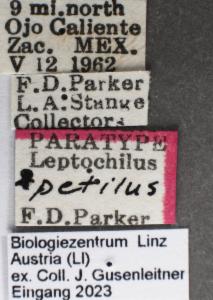 9 mi.north
Ojo Caliente
Zac. MEX.
V 12 1962
F.D.Parker
L.A.Stange
Collectors
PARATYPE
Leptochilus
petilus
F.D.Parker
Biologiezentrum Linz
Austria (LI)
ex. Coll. J. Gusenleitner
Eingang 2023